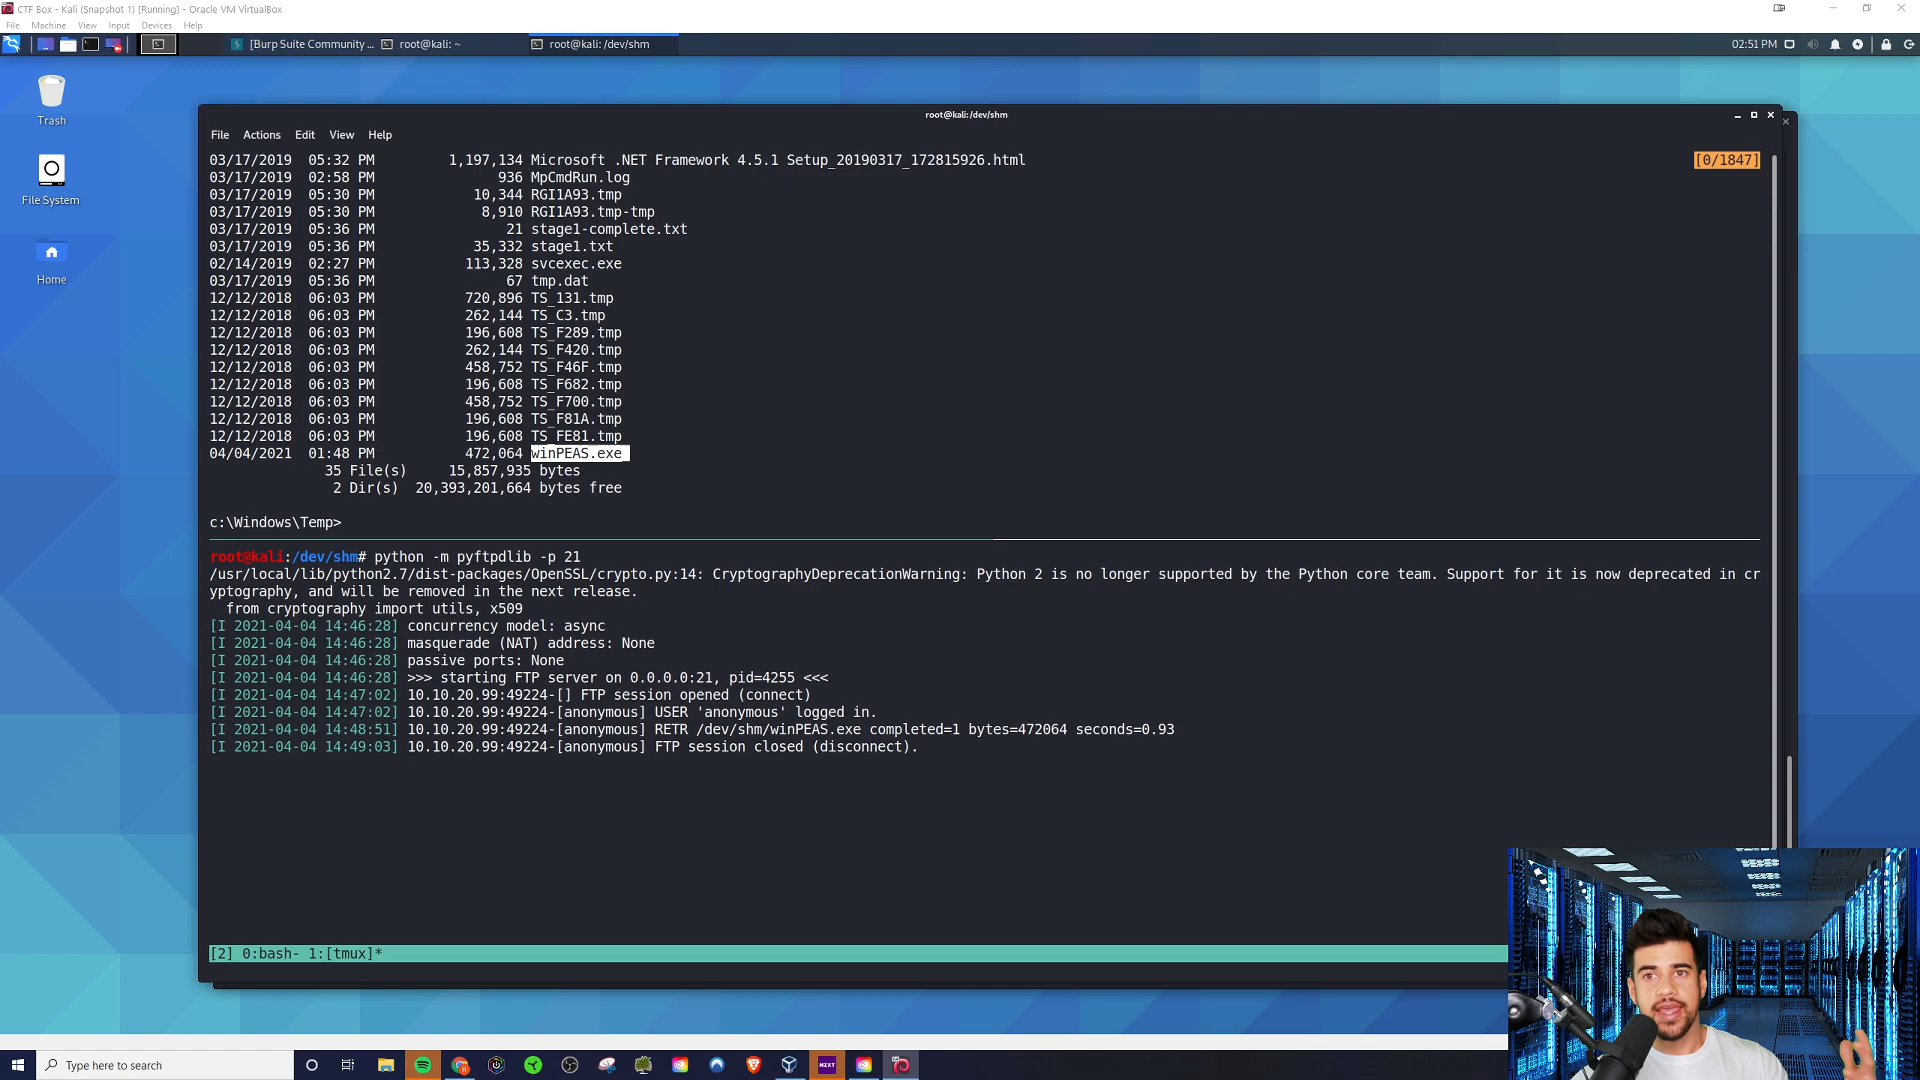 CTF Box - Kali (Snapshot 1) [Running] - Oracle VM VirtualBox
File Machine View Input Devices Help
[Burp Suite Community ... root@kali: ~ root@kali: /dev/shm 02:51 PM
Trash
File System
Home
root@kali:/dev/shm
File Actions Edit View Help
03/17/2019 05:32 PM 1,197,134 Microsoft .NET Framework 4.5.1 Setup_20190317_172815926.html [0/1847]
03/17/2019 02:58 PM 936 MpCmdRun.log
03/17/2019 05:30 PM 10,344 RGI1A93.tmp
03/17/2019 05:30 PM 8,910 RGI1A93.tmp-tmp
03/17/2019 05:36 PM 21 stage1-complete.txt
03/17/2019 05:36 PM 35,332 stage1.txt
02/14/2019 02:27 PM 113,328 svcexec.exe
03/17/2019 05:36 PM 67 tmp.dat
12/12/2018 06:03 PM 720,896 TS_131.tmp
12/12/2018 06:03 PM 262,144 TS_C3.tmp
12/12/2018 06:03 PM 196,608 TS_F289.tmp
12/12/2018 06:03 PM 262,144 TS_F420.tmp
12/12/2018 06:03 PM 458,752 TS_F46F.tmp
12/12/2018 06:03 PM 196,608 TS_F682.tmp
12/12/2018 06:03 PM 458,752 TS_F700.tmp
12/12/2018 06:03 PM 196,608 TS_F81A.tmp
12/12/2018 06:03 PM 196,608 TS_FE81.tmp
04/04/2021 01:48 PM 472,064 winPEAS.exe
35 File(s) 15,857,935 bytes
2 Dir(s) 20,393,201,664 bytes free
c:\Windows\Temp>
root@kali:/dev/shm# python -m pyftpdlib -p 21
/usr/local/lib/python2.7/dist-packages/OpenSSL/crypto.py:14: CryptographyDeprecationWarning: Python 2 is no longer supported by the Python core team. Support for it is now deprecated in cr
yptography, and will be removed in the next release.
from cryptography import utils, x509
[I 2021-04-04 14:46:28] concurrency model: async
[I 2021-04-04 14:46:28] masquerade (NAT) address: None
[I 2021-04-04 14:46:28] passive ports: None
[I 2021-04-04 14:46:28] >>> starting FTP server on 0.0.0.0:21, pid=4255 <<<
[I 2021-04-04 14:47:02] 10.10.20.99:49224-[] FTP session opened (connect)
[I 2021-04-04 14:47:02] 10.10.20.99:49224-[anonymous] USER 'anonymous' logged in.
[I 2021-04-04 14:48:51] 10.10.20.99:49224-[anonymous] RETR /dev/shm/winPEAS.exe completed=1 bytes=472064 seconds=0.93
[I 2021-04-04 14:49:03] 10.10.20.99:49224-[anonymous] FTP session closed (disconnect).
[2] 0:bash- 1:[tmux]*
Type here to search